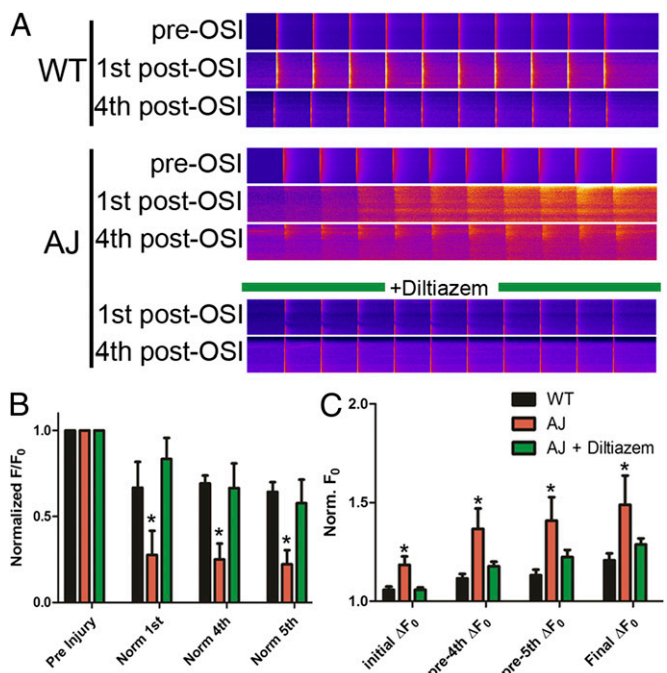 A
WT
pre-OSI
1st post-OSI
4th post-OSI
AJ
pre-OSI
1st post-OSI
4th post-OSI
+Diltiazem
1st post-OSI
4th post-OSI
B
Normalized F/F0
1.0
0.5
0.0
*
*
*
Pre Injury
Norm 1st
Norm 4th
Norm 5th
C
WT
AJ
AJ + Diltiazem
Norm. F0
2.0
1.5
1.0
*
*
*
*
initial ΔF0
pre-4th ΔF0
pre-5th ΔF0
Final ΔF0